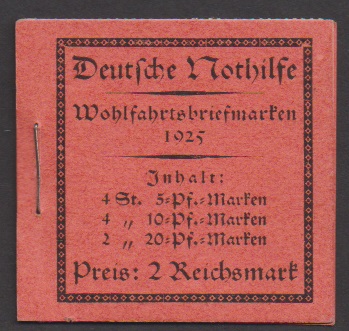 Deutsche Nothilfe
Wohlfahrtsbriefmarken
1925
Inhalt:
4 St. 5=Pf.=Marken
4 „ 10=Pf.=Marken
2 „ 20=Pf.=Marken
Preis: 2 Reichsmark